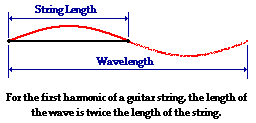 String Length
Wavelength
For the first harmonic of a guitar string, the length of
the wave is twice the length of the string.